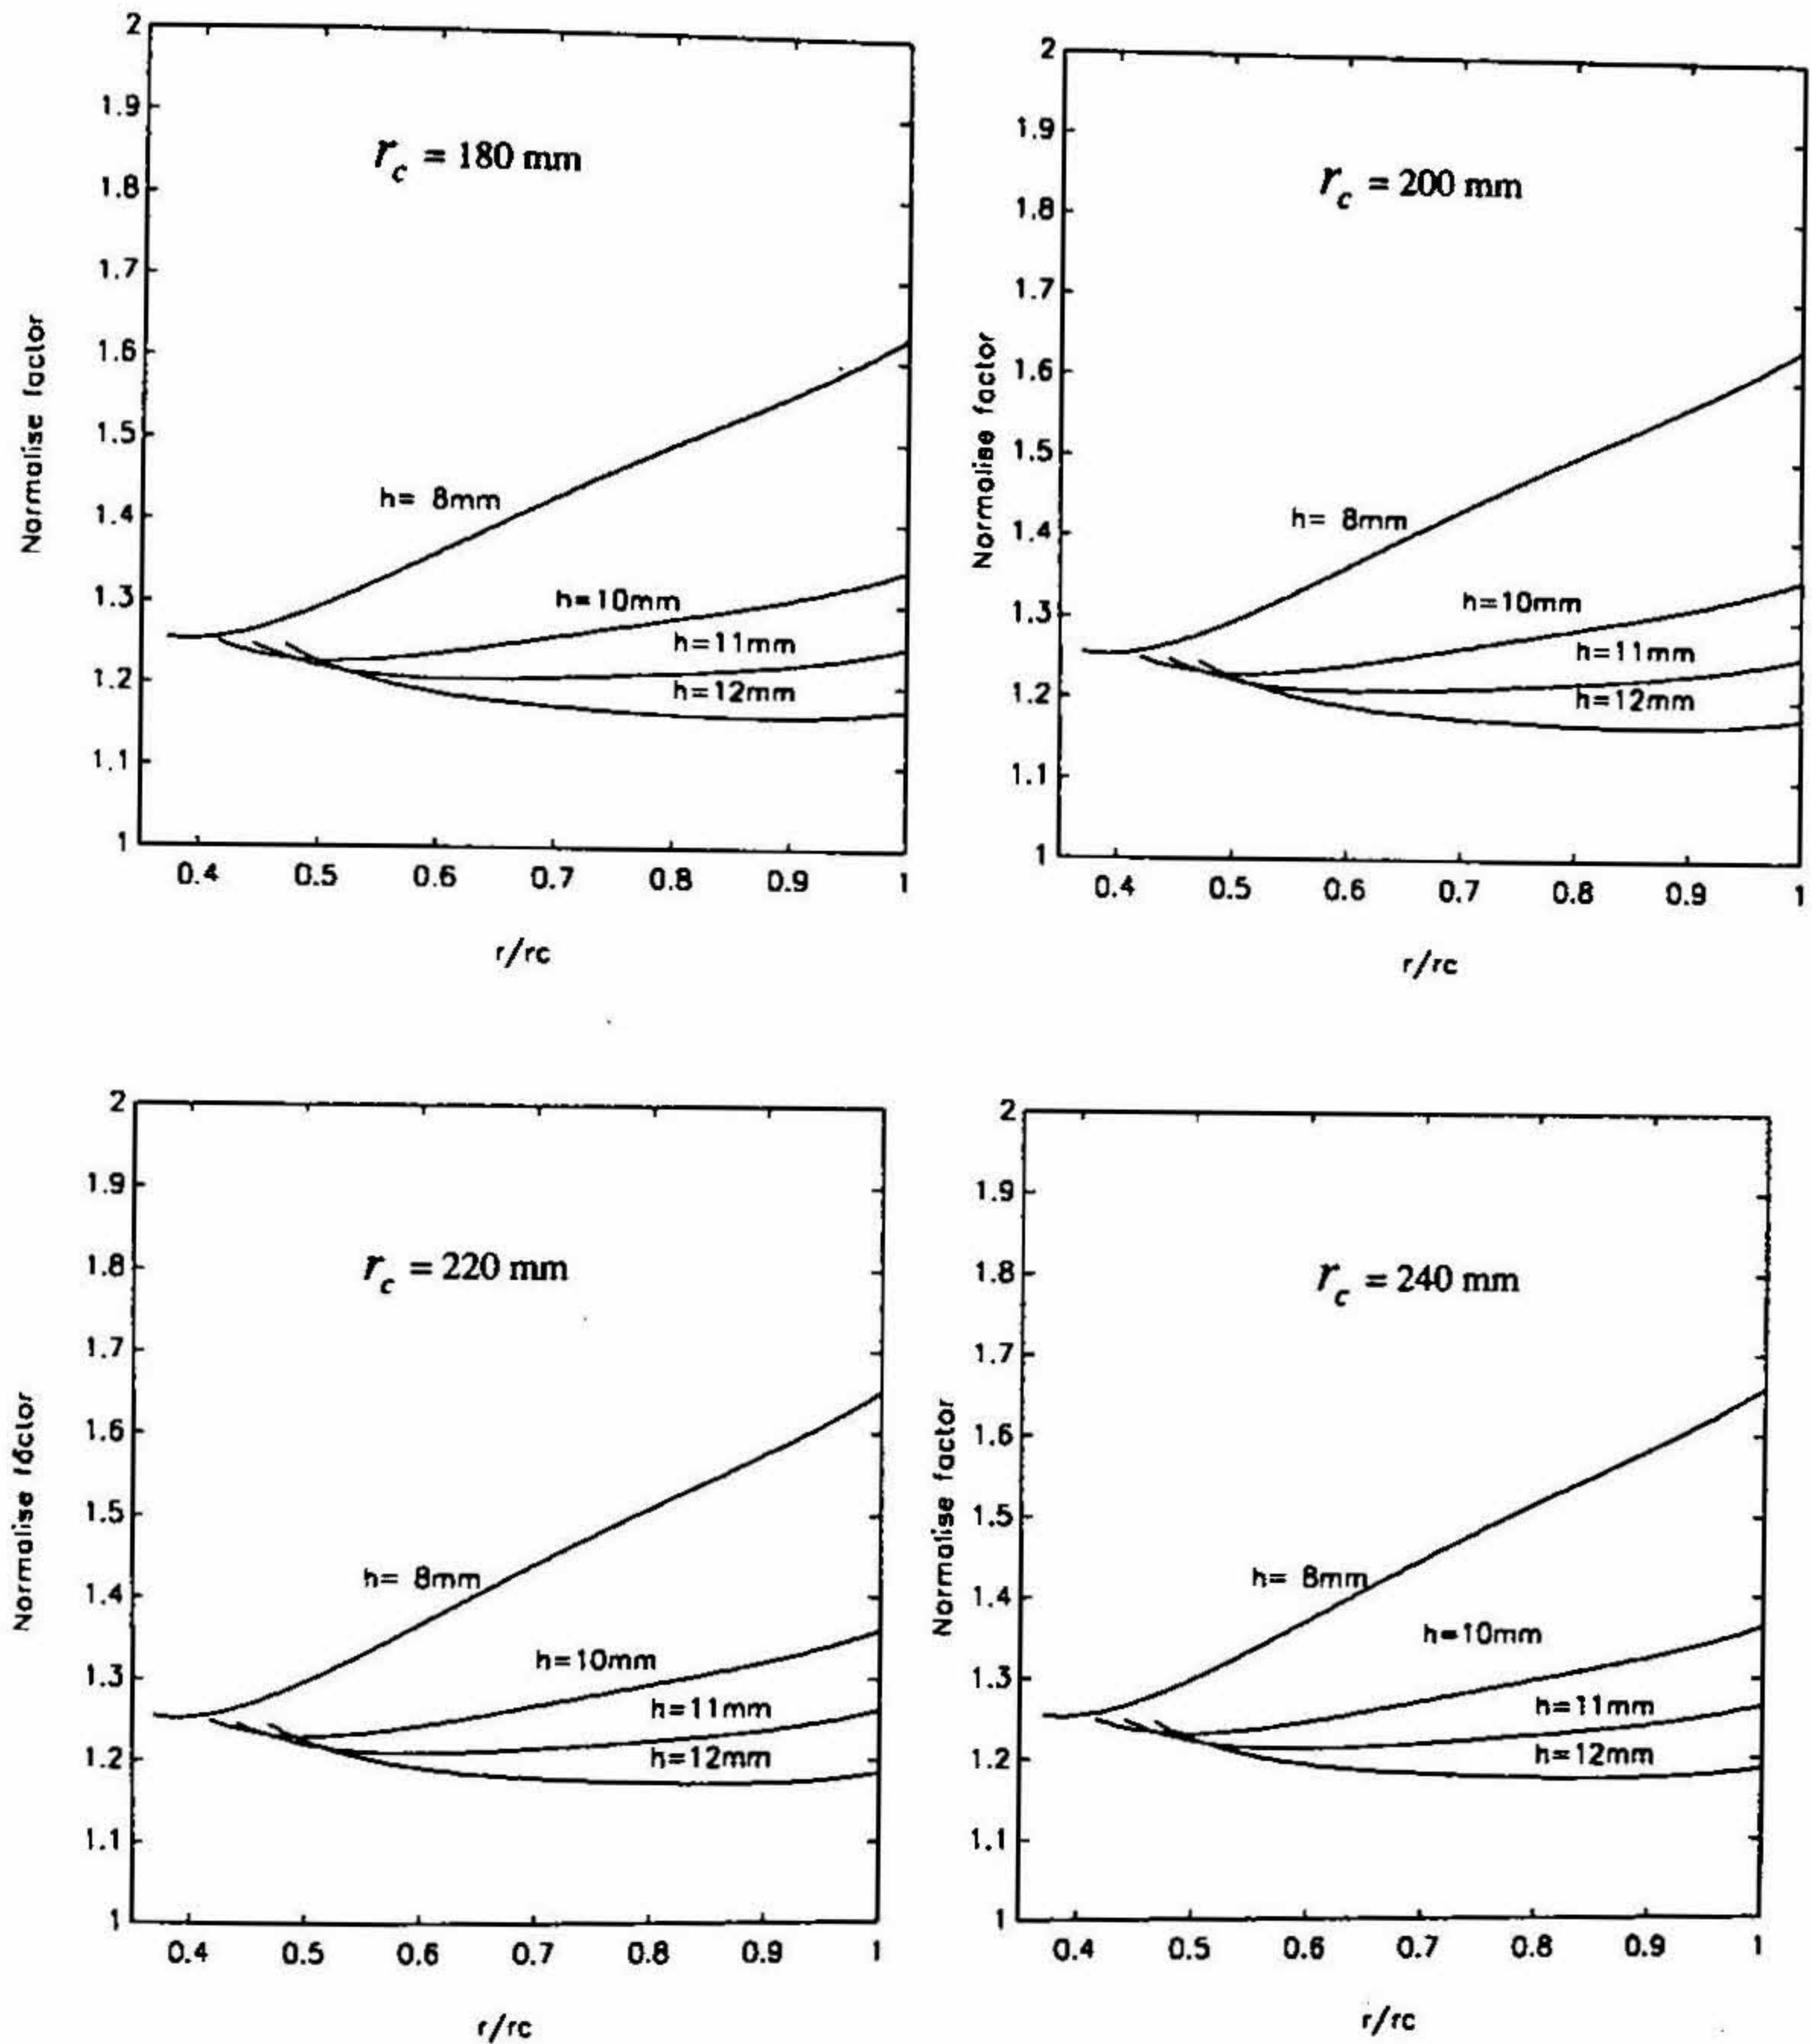 2
1.9
1.8
1.7
1.6
1.5
1.4
1.3
1.2
1.1
1
Normalise factor
r_c = 180 mm
h= 8mm
h=10mm
h=11mm
h=12mm
0.4 0.5 0.6 0.7 0.8 0.9 1
r/rc
2
1.9
1.8
1.7
1.6
1.5
1.4
1.3
1.2
1.1
1
Normalise factor
r_c = 200 mm
h= 8mm
h=10mm
h=11mm
h=12mm
0.4 0.5 0.6 0.7 0.8 0.9 1
r/rc
2
1.9
1.8
1.7
1.6
1.5
1.4
1.3
1.2
1.1
1
Normalise factor
r_c = 220 mm
h= 8mm
h=10mm
h=11mm
h=12mm
0.4 0.5 0.6 0.7 0.8 0.9 1
r/rc
2
1.9
1.8
1.7
1.6
1.5
1.4
1.3
1.2
1.1
1
Normalise factor
r_c = 240 mm
h= 8mm
h=10mm
h=11mm
h=12mm
0.4 0.5 0.6 0.7 0.8 0.9 1
r/rc